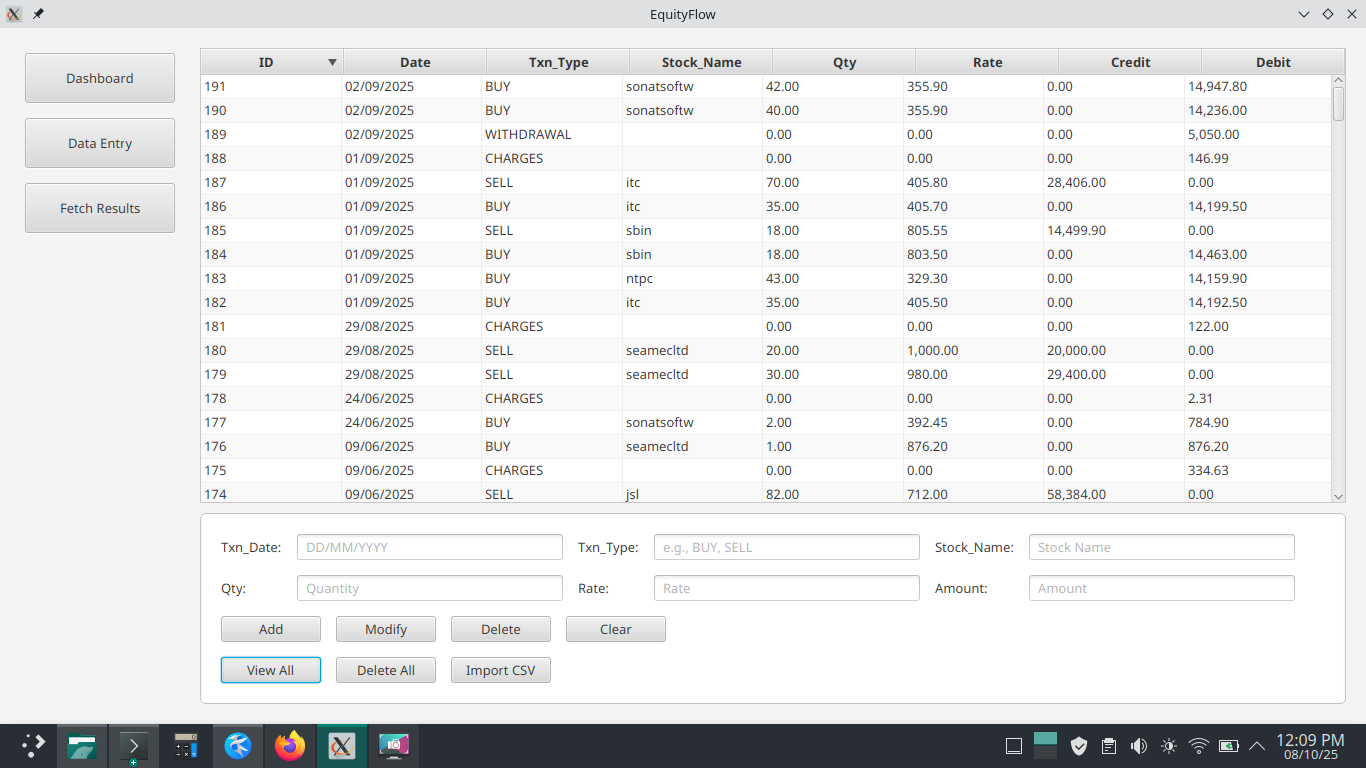 EquityFlow
Dashboard
Data Entry
Fetch Results
ID Date Txn_Type Stock_Name Qty Rate Credit Debit
191 02/09/2025 BUY sonatsoftw 42.00 355.90 0.00 14,947.80
190 02/09/2025 BUY sonatsoftw 40.00 355.90 0.00 14,236.00
189 02/09/2025 WITHDRAWAL 0.00 0.00 0.00 5,050.00
188 01/09/2025 CHARGES 0.00 0.00 0.00 146.99
187 01/09/2025 SELL itc 70.00 405.80 28,406.00 0.00
186 01/09/2025 BUY itc 35.00 405.70 0.00 14,199.50
185 01/09/2025 SELL sbin 18.00 805.55 14,499.90 0.00
184 01/09/2025 BUY sbin 18.00 803.50 0.00 14,463.00
183 01/09/2025 BUY ntpc 43.00 329.30 0.00 14,159.90
182 01/09/2025 BUY itc 35.00 405.50 0.00 14,192.50
181 29/08/2025 CHARGES 0.00 0.00 0.00 122.00
180 29/08/2025 SELL seamecltd 20.00 1,000.00 20,000.00 0.00
179 29/08/2025 SELL seamecltd 30.00 980.00 29,400.00 0.00
178 24/06/2025 CHARGES 0.00 0.00 0.00 2.31
177 24/06/2025 BUY sonatsoftw 2.00 392.45 0.00 784.90
176 09/06/2025 BUY seamecltd 1.00 876.20 0.00 876.20
175 09/06/2025 CHARGES 0.00 0.00 0.00 334.63
174 09/06/2025 SELL jsl 82.00 712.00 58,384.00 0.00
Txn_Date: DD/MM/YYYY Txn_Type: e.g., BUY, SELL Stock_Name: Stock Name
Qty: Quantity Rate: Rate Amount: Amount
Add Modify Delete Clear
View All Delete All Import CSV
12:09 PM
08/10/25